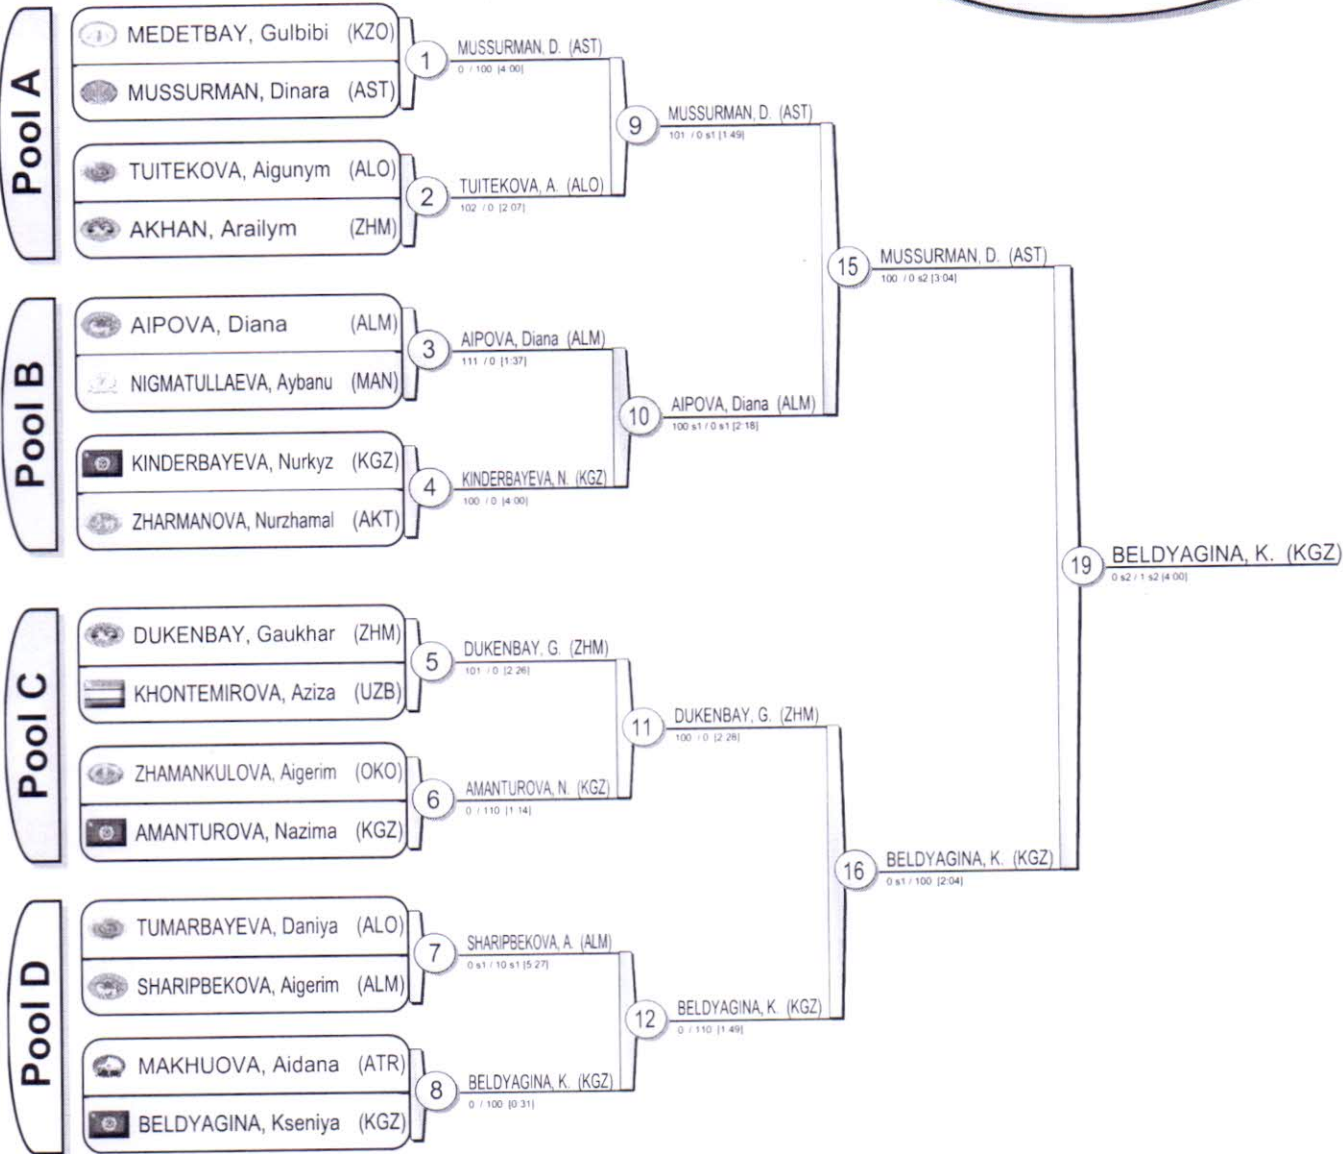 Pool A
MEDETBAY, Gulbibi (KZO)
MUSSURMAN, Dinara (AST)
1
MUSSURMAN, D. (AST)
0 / 100 [4:00]
TUITEKOVA, Aigunym (ALO)
AKHAN, Arailym (ZHM)
2
TUITEKOVA, A. (ALO)
102 / 0 [2:07]
9
MUSSURMAN, D. (AST)
101 / 0 s1 [1:49]
Pool B
AIPOVA, Diana (ALM)
NIGMATULLAEVA, Aybanu (MAN)
3
AIPOVA, Diana (ALM)
111 / 0 [1:37]
KINDERBAYEVA, Nurkyz (KGZ)
ZHARMANOVA, Nurzhamal (AKT)
4
KINDERBAYEVA, N. (KGZ)
100 / 0 [4:00]
10
AIPOVA, Diana (ALM)
100 s1 / 0 s1 [2:18]
15
MUSSURMAN, D. (AST)
100 / 0 s2 [3:04]
Pool C
DUKENBAY, Gaukhar (ZHM)
KHONTEMIROVA, Aziza (UZB)
5
DUKENBAY, G. (ZHM)
101 / 0 [2:26]
ZHAMANKULOVA, Aigerim (OKO)
AMANTUROVA, Nazima (KGZ)
6
AMANTUROVA, N. (KGZ)
0 / 110 [1:14]
11
DUKENBAY, G. (ZHM)
100 / 0 [2:28]
Pool D
TUMARBAYEVA, Daniya (ALO)
SHARIPBEKOVA, Aigerim (ALM)
7
SHARIPBEKOVA, A. (ALM)
0 s1 / 10 s1 [5:27]
MAKHUOVA, Aidana (ATR)
BELDYAGINA, Kseniya (KGZ)
8
BELDYAGINA, K. (KGZ)
0 / 100 [0:31]
12
BELDYAGINA, K. (KGZ)
0 / 110 [1:49]
16
BELDYAGINA, K. (KGZ)
0 s1 / 100 [2:04]
19
BELDYAGINA, K. (KGZ)
0 s2 / 1 s2 [4:00]